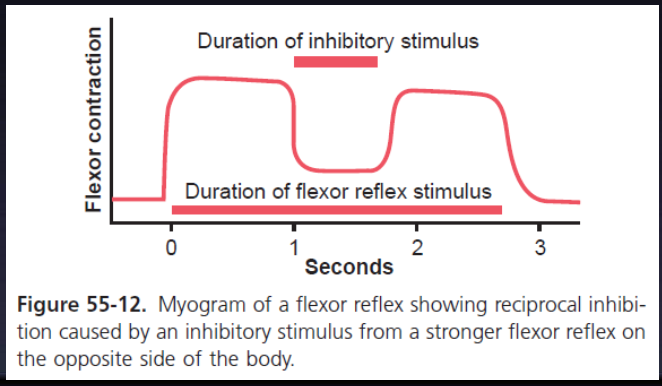 Duration of inhibitory stimulus
Flexor contraction
Duration of flexor reflex stimulus
0 1 2 3
Seconds
Figure 55-12. Myogram of a flexor reflex showing reciprocal inhibi-
tion caused by an inhibitory stimulus from a stronger flexor reflex on
the opposite side of the body.